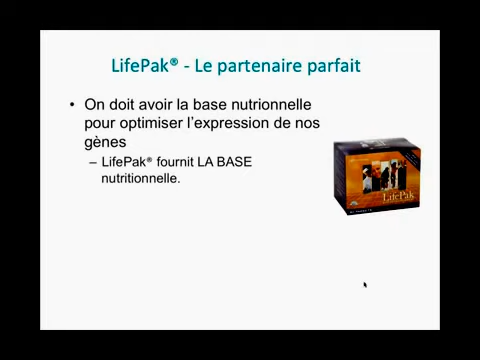 LifePak® - Le partenaire parfait
• On doit avoir la base nutrionnelle
pour optimiser l'expression de nos
gènes
– LifePak® fournit LA BASE
nutritionnelle.
LifePak